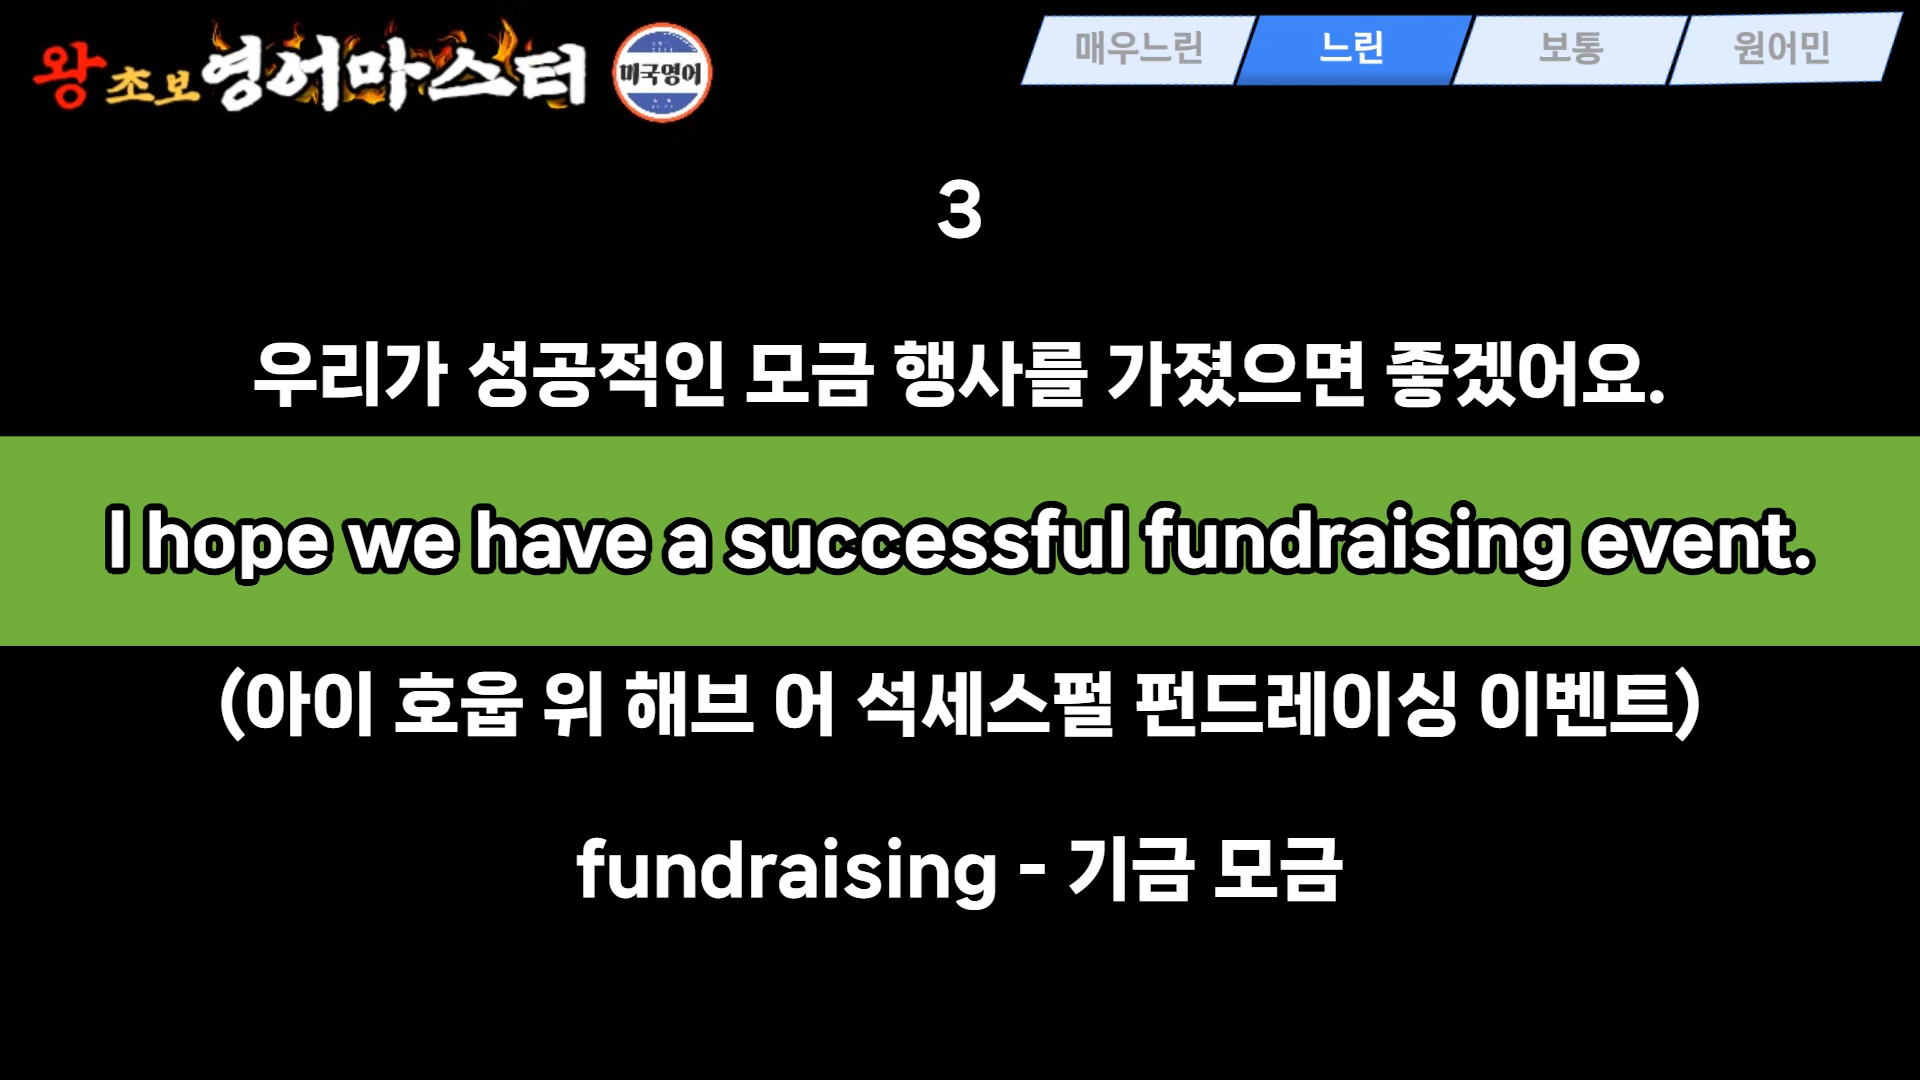 왕초보영어마스터 미국영어
매우느린 느린 보통 원어민
3
우리가 성공적인 모금 행사를 가졌으면 좋겠어요.
I hope we have a successful fundraising event.
(아이 호웁 위 해브 어 석세스펄 펀드레이싱 이벤트)
fundraising - 기금 모금